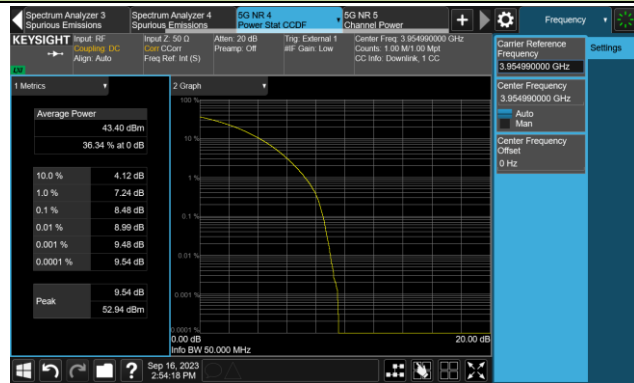 Spectrum Analyzer 3
Spurious Emissions
Spectrum Analyzer 4
Spurious Emissions
5G NR 4
Power Stat CCDF
5G NR 5
Channel Power
Frequency
KEYSIGHT
Input: RF
Coupling: DC
Align: Auto
Input Z: 50 Ω
Corr CCorr
Freq Ref: Int (S)
Atten: 20 dB
Preamp: Off
Trig: External 1
#IF Gain: Low
Center Freq: 3.954990000 GHz
Counts: 1.00 M/1.00 Mpt
CC Info: Downlink, 1 CC
1 Metrics
Average Power
43.40 dBm
36.34 % at 0 dB
10.0 % 4.12 dB
1.0 % 7.24 dB
0.1 % 8.48 dB
0.01 % 8.99 dB
0.001 % 9.48 dB
0.0001 % 9.54 dB
Peak
9.54 dB
52.94 dBm
2 Graph
100 %
10 %
1 %
0.1 %
0.01 %
0.001 %
0.0001 %
0.00 dB 20.00 dB
Info BW 50.000 MHz
Carrier Reference
Frequency
3.954990000 GHz
Center Frequency
3.954990000 GHz
Auto
Man
Center Frequency
Offset
0 Hz
Settings
Sep 16, 2023
2:54:18 PM